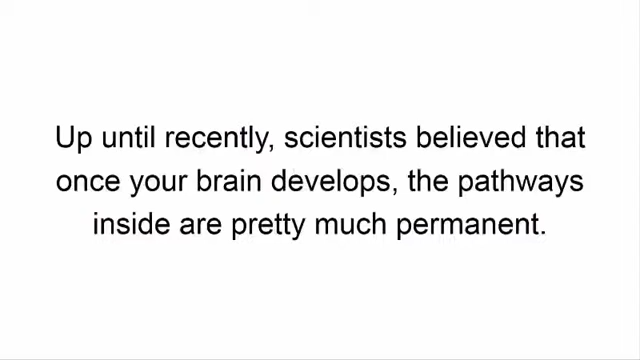 Up until recently, scientists believed that
once your brain develops, the pathways
inside are pretty much permanent.